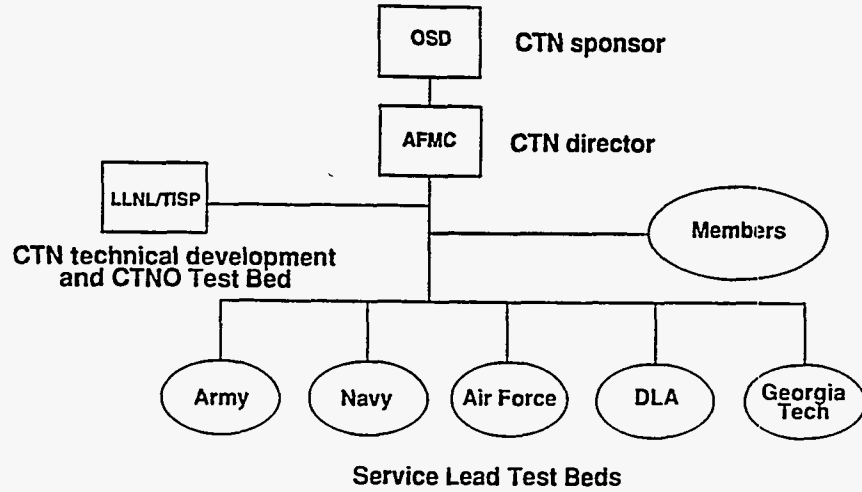 OSD
CTN sponsor
AFMC
CTN director
LLNL/TISP
CTN technical development
and CTNO Test Bed
Members
Army
Navy
Air Force
DLA
Georgia
Tech
Service Lead Test Beds